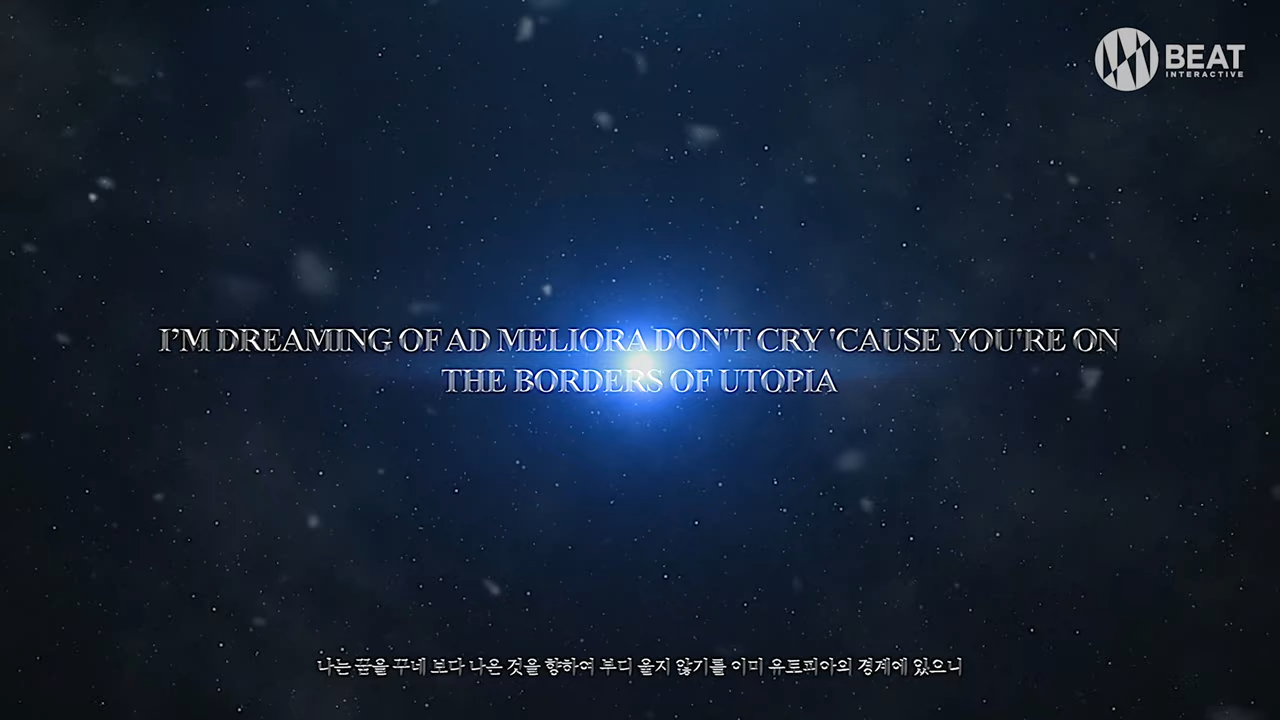 BEAT
INTERACTIVE
I’M DREAMING OF AD MELIORA DON'T CRY 'CAUSE YOU'RE ON
THE BORDERS OF UTOPIA
나는 꿈을 꾸네 보다 나은 것을 향하여 부디 울지 않기를 이미 유토피아의 경계에 있으니